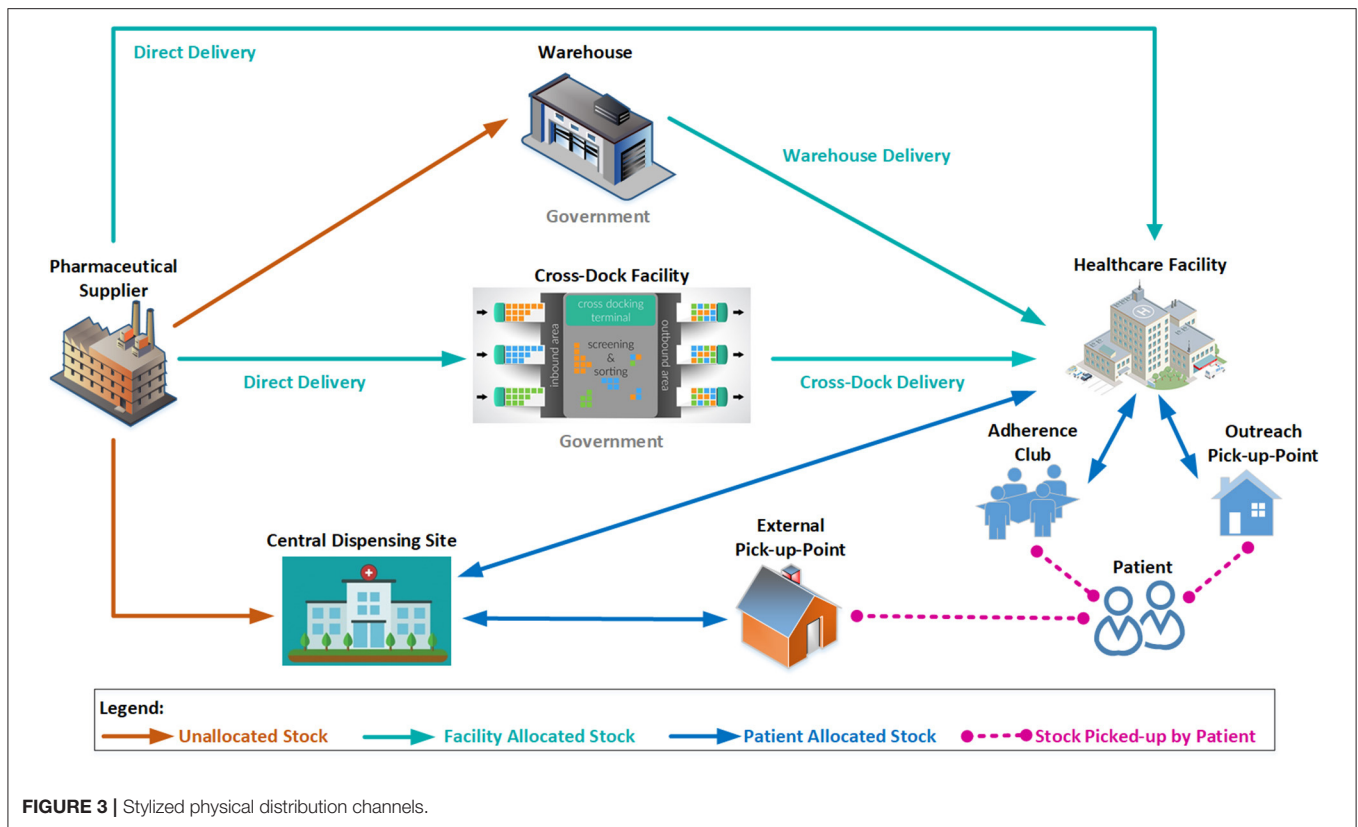 Direct Delivery
Warehouse
Warehouse Delivery
Government
Pharmaceutical
Supplier
Cross-Dock Facility
Healthcare Facility
cross docking
terminal
inbound area
screening
&
sorting
outbound area
Direct Delivery
Cross-Dock Delivery
Government
Adherence
Club
Outreach
Pick-up-Point
H
Central Dispensing Site
External
Pick-up-Point
Patient
Legend:
Unallocated Stock Facility Allocated Stock Patient Allocated Stock Stock Picked-up by Patient
FIGURE 3 | Stylized physical distribution channels.